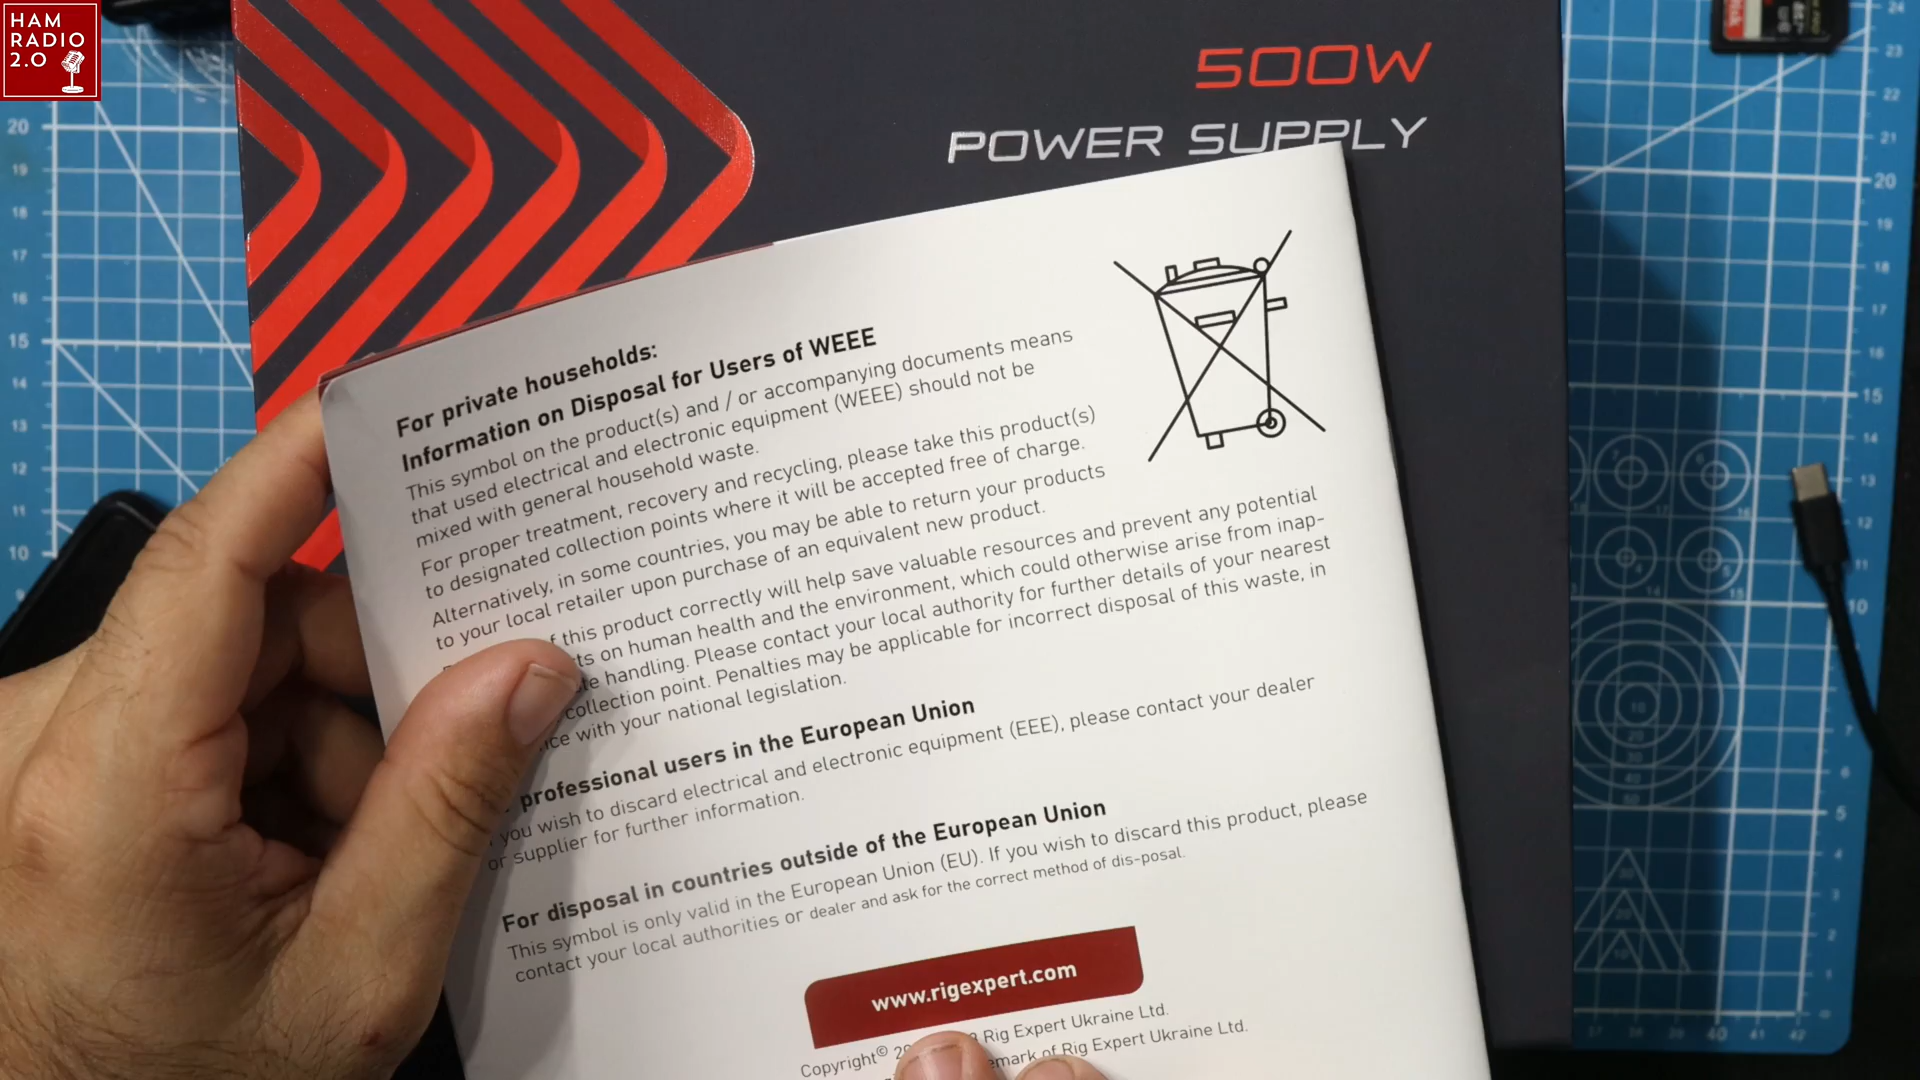 HAM
RADIO
2.0
500W
POWER SUPPLY
For private households:
Information on Disposal for Users of WEEE
This symbol on the product(s) and / or accompanying documents means
that used electrical and electronic equipment (WEEE) should not be
mixed with general household waste.
For proper treatment, recovery and recycling, please take this product(s)
to designated collection points where it will be accepted free of charge.
Alternatively, in some countries, you may be able to return your products
to your local retailer upon purchase of an equivalent new product.
this product correctly will help save valuable resources and prevent any potential
on human health and the environment, which could otherwise arise from inap-
handling. Please contact your local authority for further details of your nearest
collection point. Penalties may be applicable for incorrect disposal of this waste, in
with your national legislation.
professional users in the European Union
you wish to discard electrical and electronic equipment (EEE), please contact your dealer
or supplier for further information.
For disposal in countries outside of the European Union
This symbol is only valid in the European Union (EU). If you wish to discard this product, please
contact your local authorities or dealer and ask for the correct method of dis-posal.
www.rigexpert.com
Copyright© Rig Expert Ukraine Ltd.
of Rig Expert Ukraine Ltd.